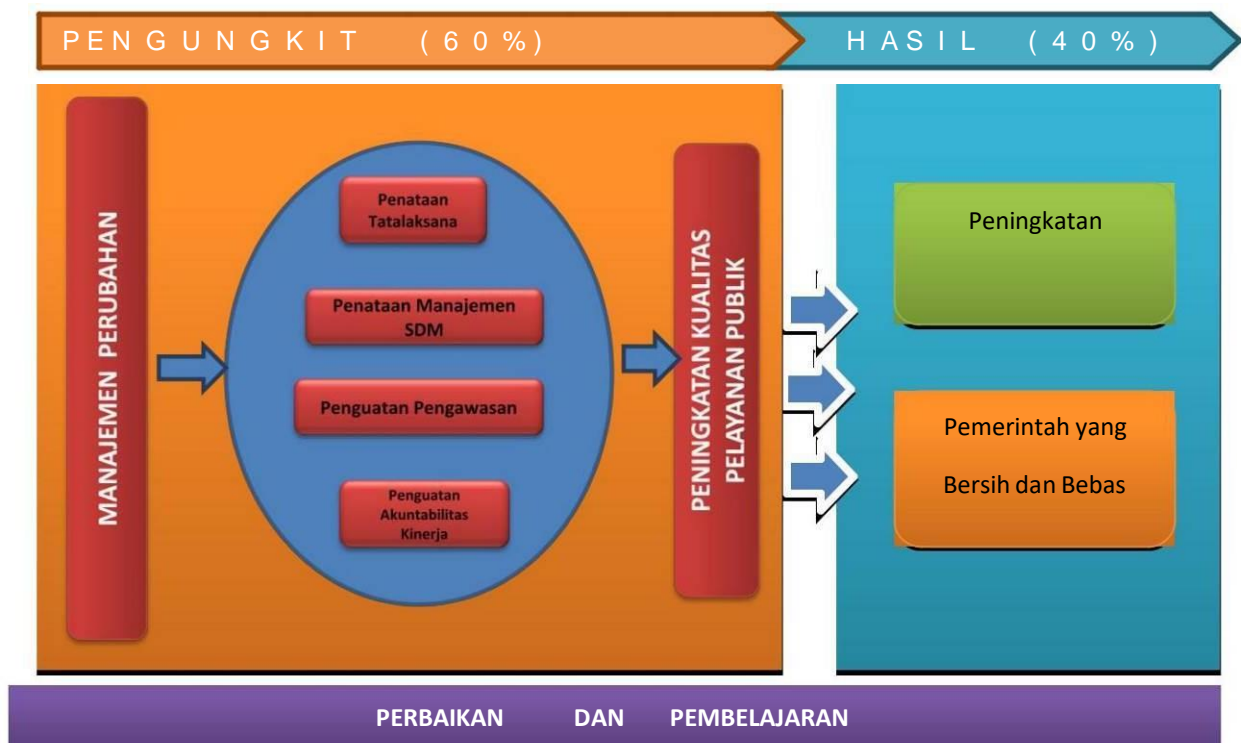 PENGUNGKIT (60%)
HASIL (40%)
MANAJEMEN PERUBAHAN
Penataan
Tatalaksana
Penataan Manajemen
SDM
Penguatan Pengawasan
Penguatan
Akuntabilitas
Kinerja
PENINGKATAN KUALITAS
PELAYANAN PUBLIK
Peningkatan
Pemerintah yang
Bersih dan Bebas
PERBAIKAN DAN PEMBELAJARAN